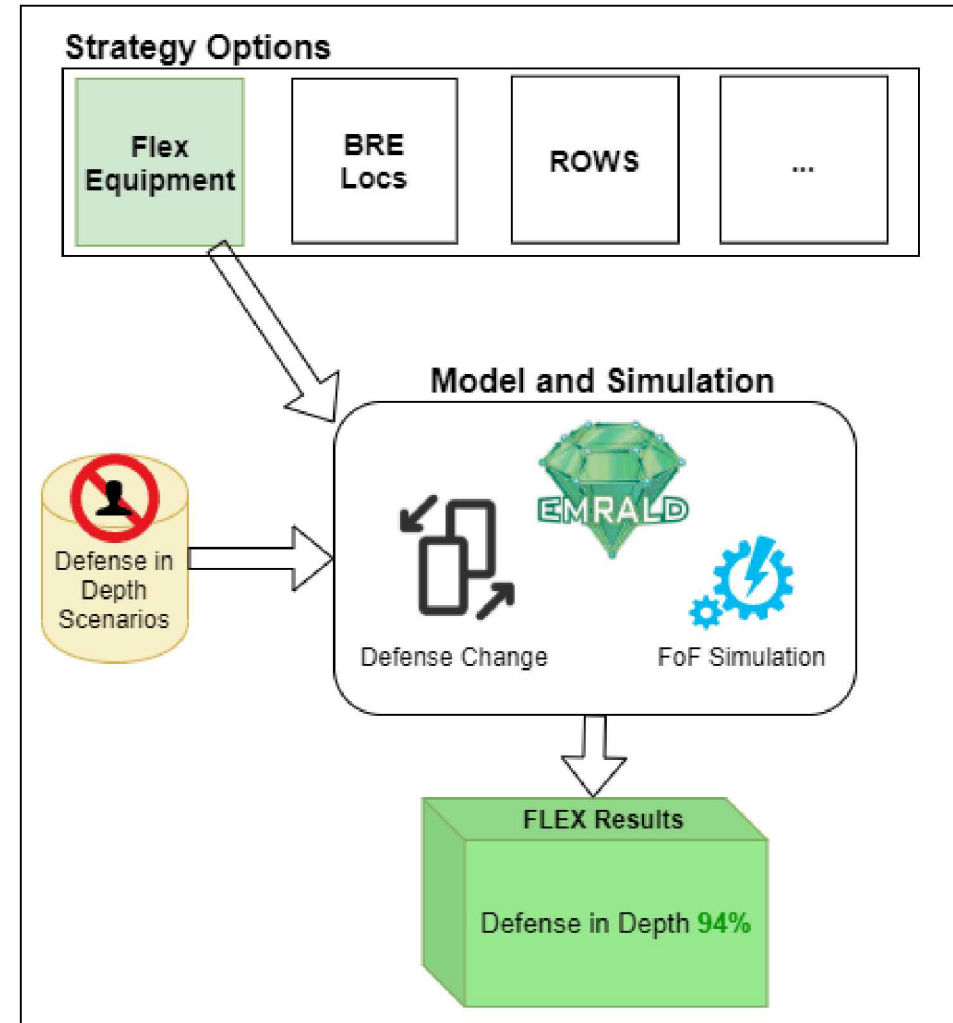 Strategy Options
Flex
Equipment
BRE
Locs
ROWS
...
Model and Simulation
EMRALD
Defense in
Depth
Scenarios
Defense Change
FoF Simulation
FLEX Results
Defense in Depth 94%